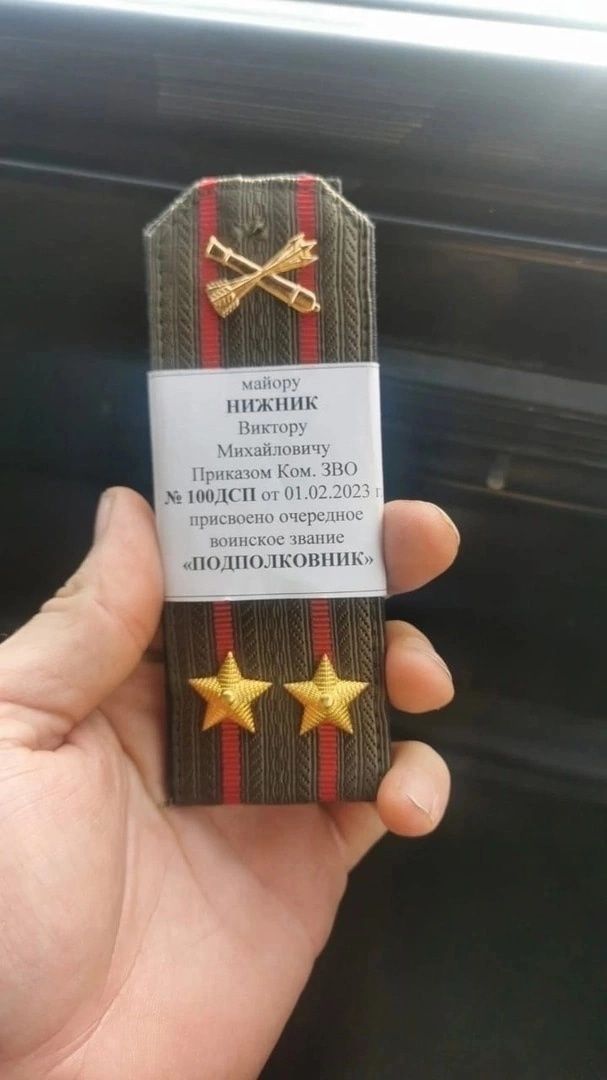 майору
НИЖНИК
Виктору
Михайловичу
Приказом Ком. ЗВО
№ 100ДСП от 01.02.2023 г.
присвоено очередное
воинское звание
«ПОДПОЛКОВНИК»